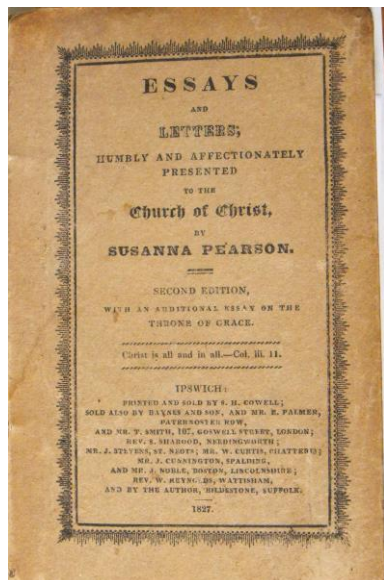 ESSAYS
AND
LETTERS;
HUMBLY AND AFFECTIONATELY
PRESENTED
TO THE
Church of Christ,
BY
SUSANNA PEARSON.
SECOND EDITION,
WITH AN ADDITIONAL ESSAY ON THE
THRONE OF GRACE.
Christ is all and in all.—Col. iii. 11.
IPSWICH:
PRINTED AND SOLD BY S. H. COWELL;
SOLD ALSO BY BAYNES AND SON, AND MR. E. PALMER,
PATERNOSTER ROW,
AND MR. T. SMITH, 107, GOSWELL STREET, LONDON;
REV. S. SHAROOD, NEEDINGWORTH;
MR. J. STEVENS, ST. NEOTS; MR. W. CURTIS, CHATTERIS;
MR. J. CUNNINGTON, SPALDING,
AND MR. J. NOBLE, BOSTON, LINCOLNSHIRE;
REV. W. REYNOLDS, WATTISHAM,
AND BY THE AUTHOR, BILDESTONE, SUFFOLK.
1827.